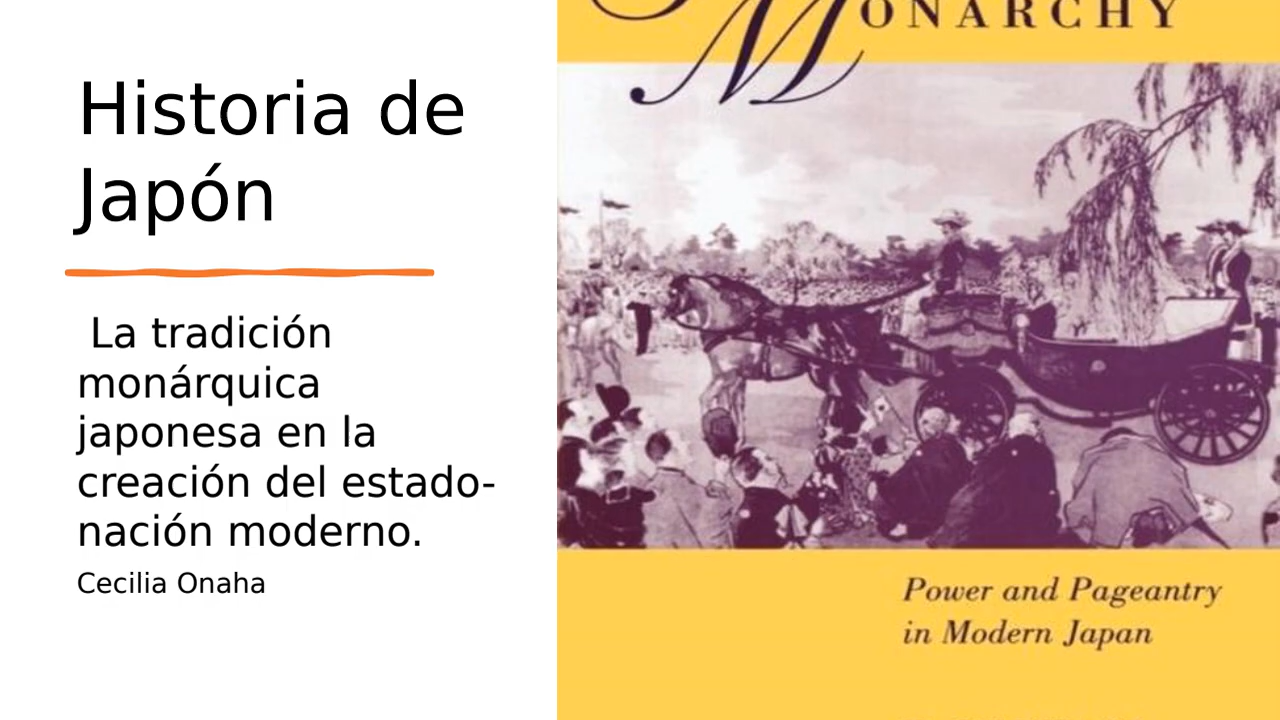 Historia de
Japón
La tradición
monárquica
japonesa en la
creación del estado-
nación moderno.
Cecilia Onaha
MONARCHY
Power and Pageantry
in Modern Japan